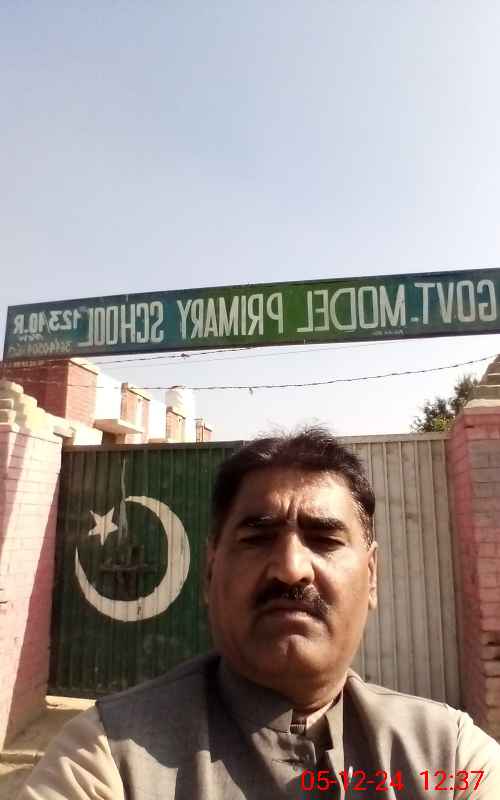 GOVT. MODEL PRIMARY SCHOOL 123/10.R
05-12-24 12:37